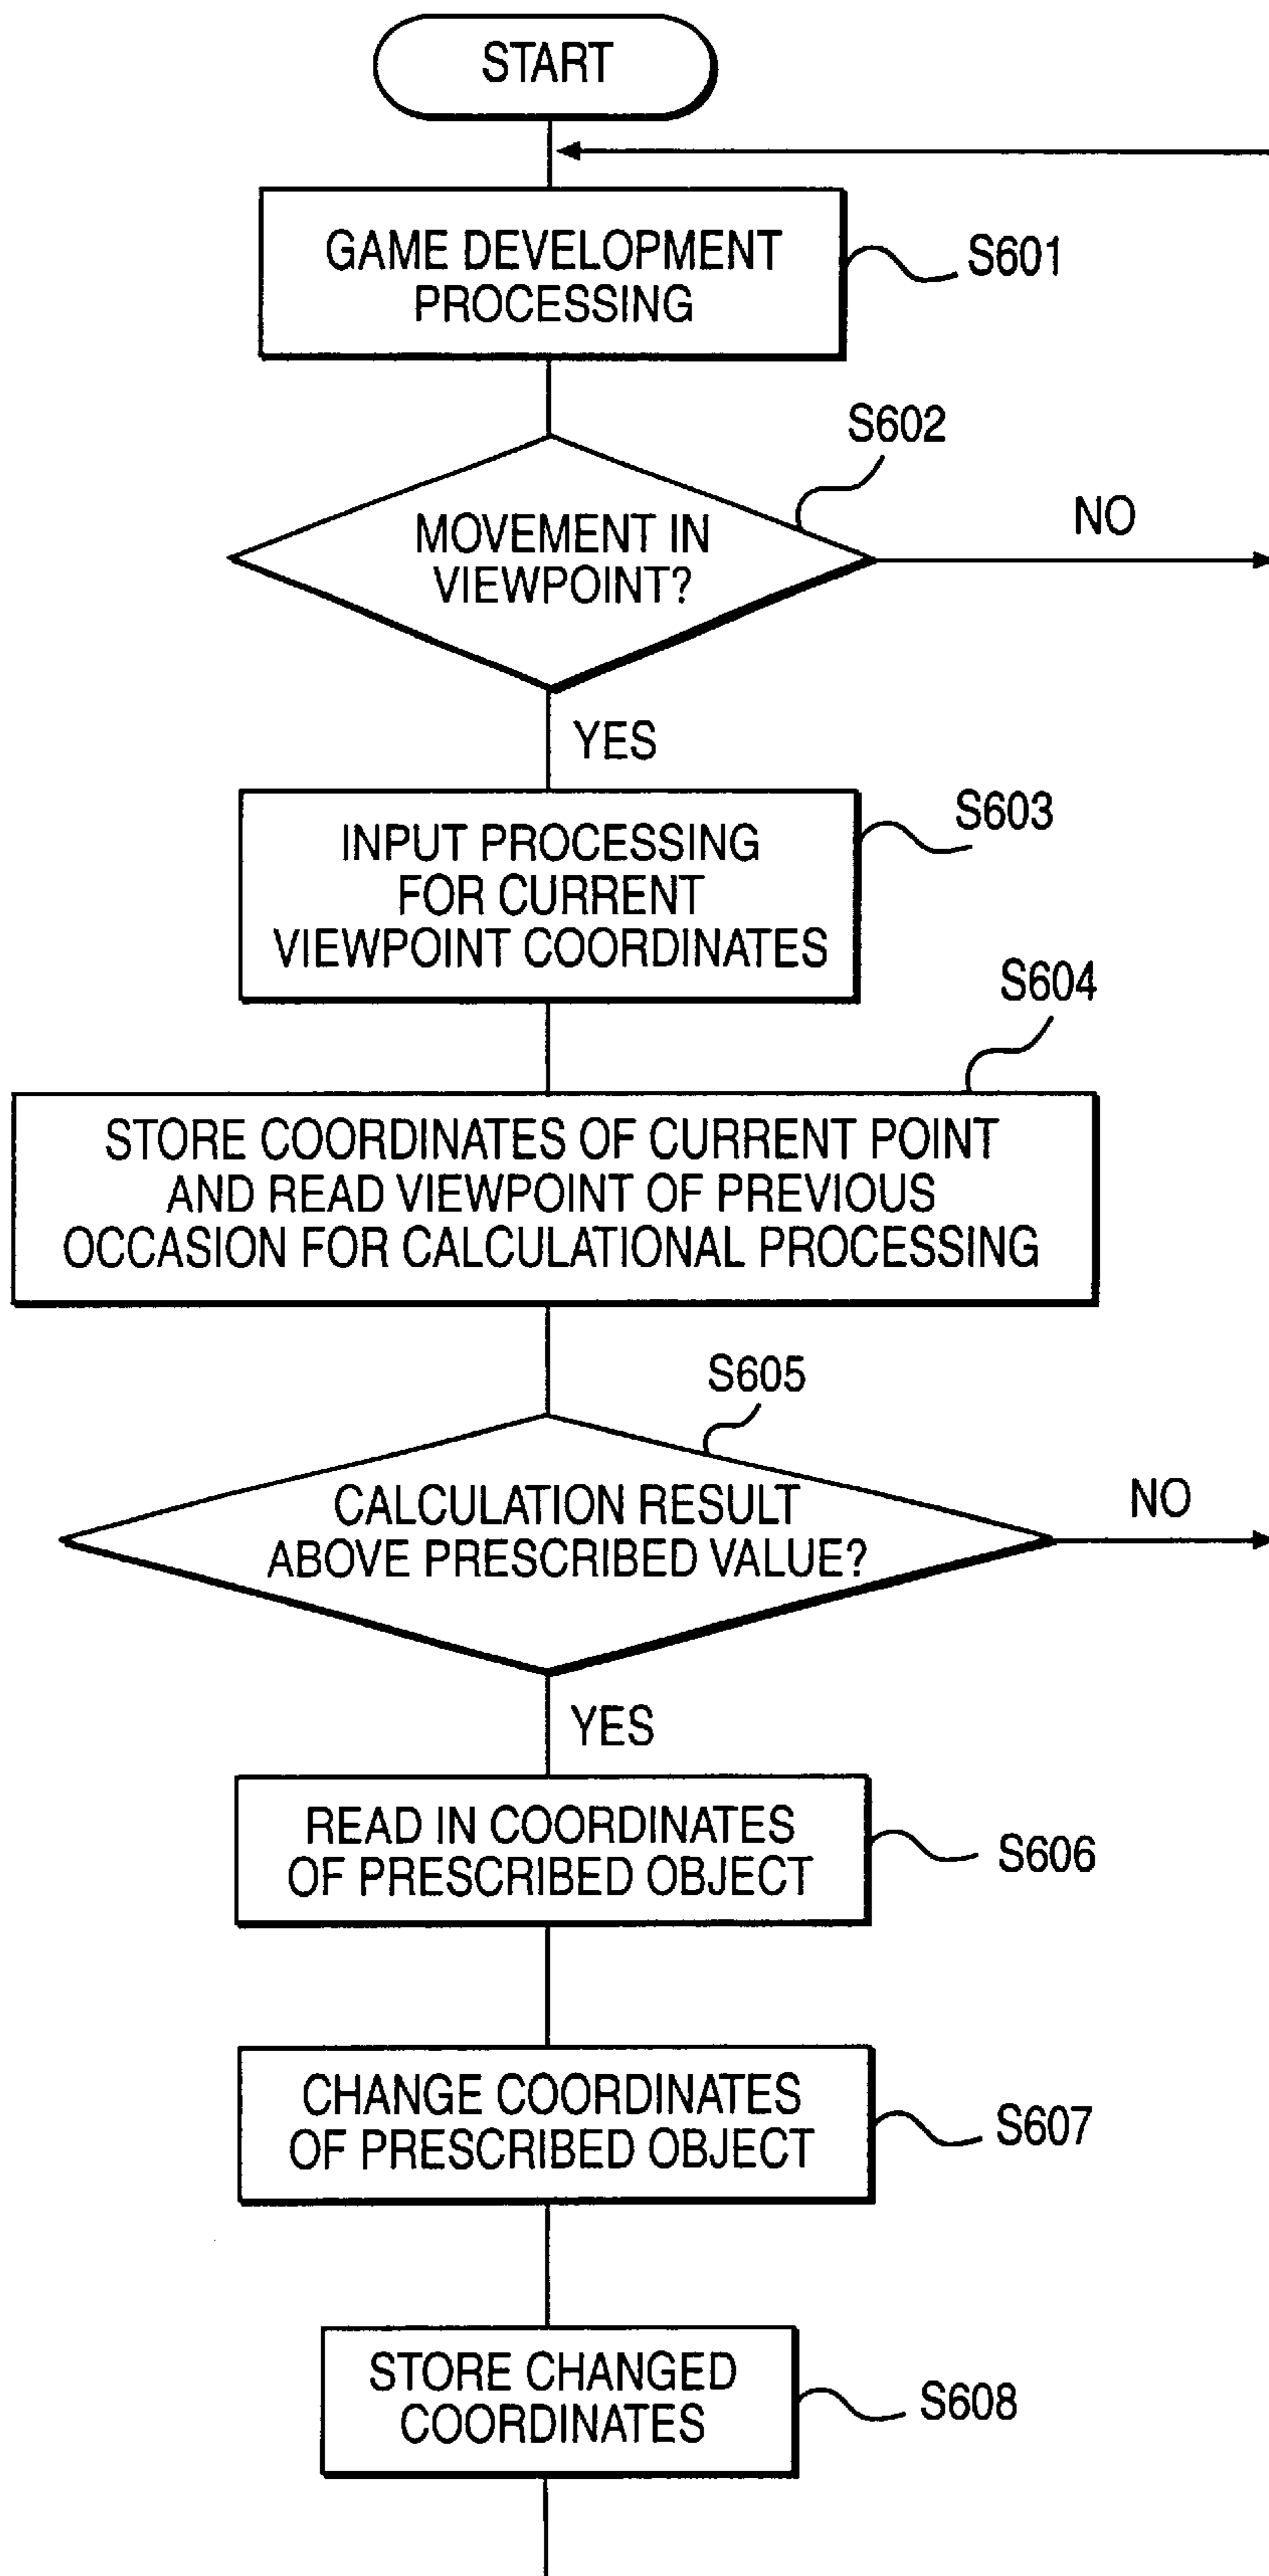 START
GAME DEVELOPMENT
PROCESSING
S601
S602
MOVEMENT IN
VIEWPOINT?
NO
YES
INPUT PROCESSING
FOR CURRENT
VIEWPOINT COORDINATES
S603
S604
STORE COORDINATES OF CURRENT POINT
AND READ VIEWPOINT OF PREVIOUS
OCCASION FOR CALCULATIONAL PROCESSING
S605
CALCULATION RESULT
ABOVE PRESCRIBED VALUE?
NO
YES
READ IN COORDINATES
OF PRESCRIBED OBJECT
S606
CHANGE COORDINATES
OF PRESCRIBED OBJECT
S607
STORE CHANGED
COORDINATES
S608